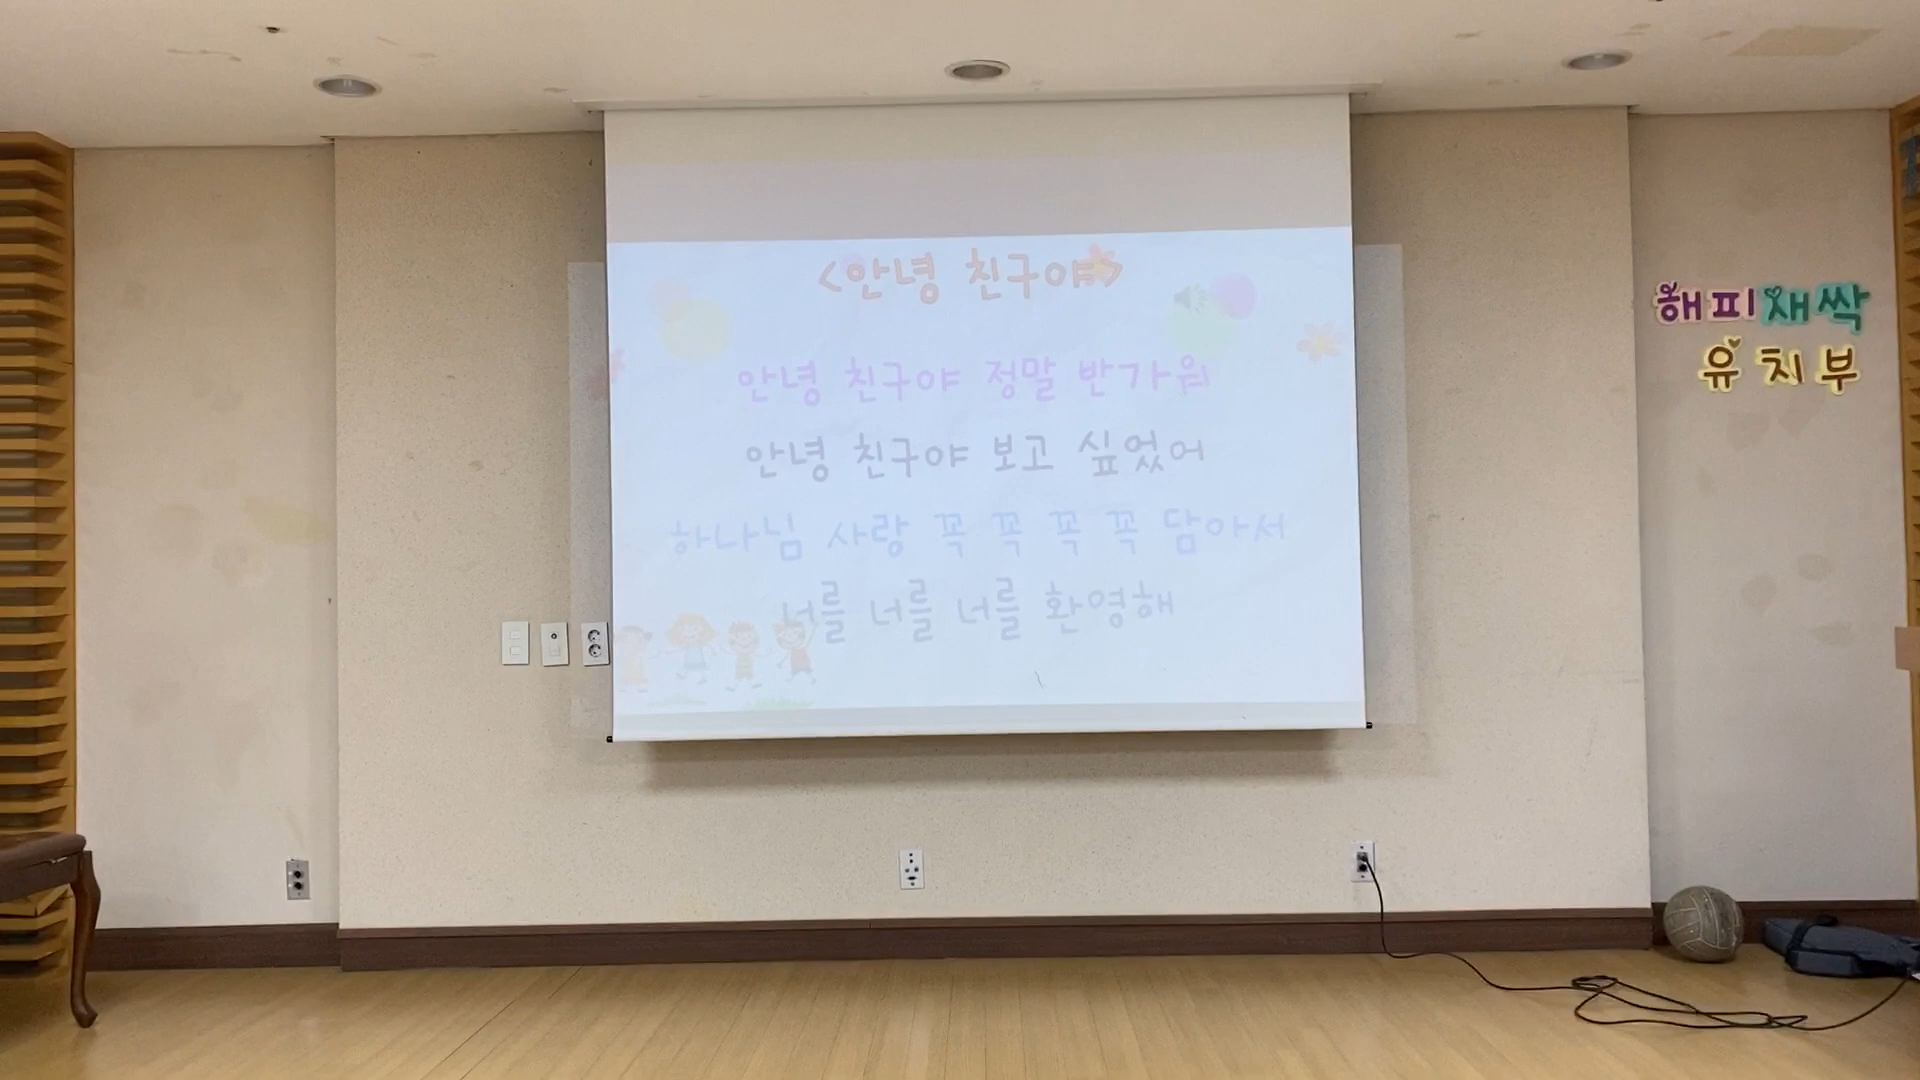 <안녕 친구야>
안녕 친구야 정말 반가워
안녕 친구야 보고 싶었어
하나님 사랑 꼭 꼭 꼭 꼭 담아서
너를 너를 너를 환영해
해피새싹
유치부